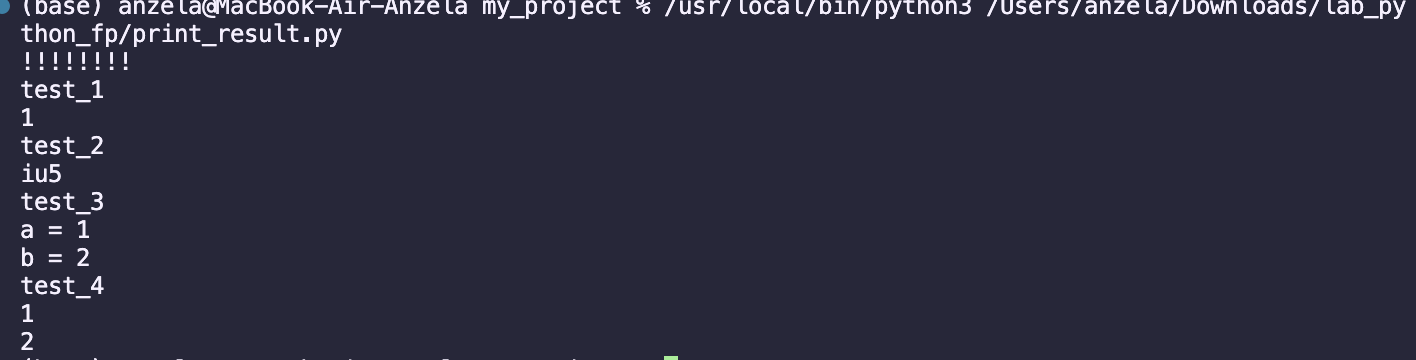 (base) anzela@MacBook-Air-Anzela my_project % /usr/local/bin/python3 /Users/anzela/Downloads/lab_py
thon_fp/print_result.py
!!!!!!!!
test_1
1
test_2
iu5
test_3
a = 1
b = 2
test_4
1
2